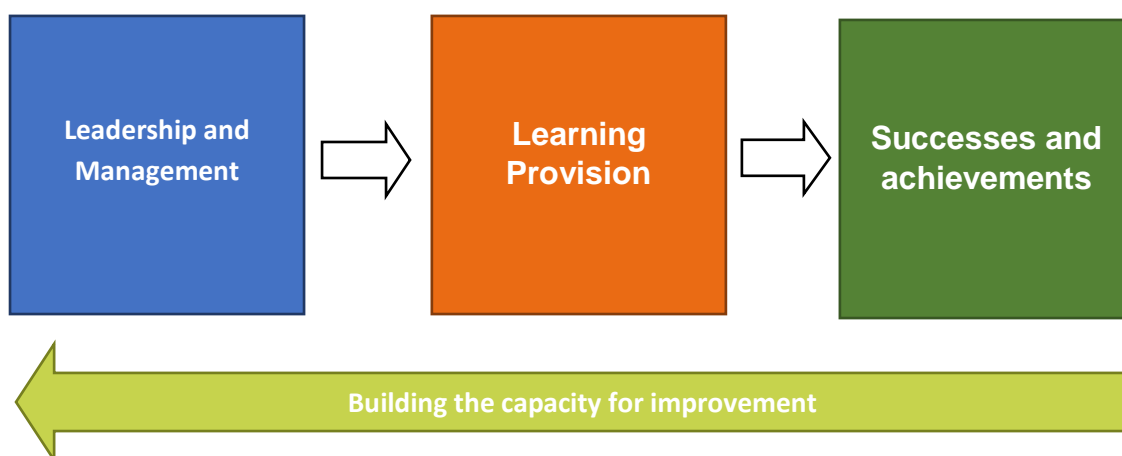 Leadership and
Management
Learning
Provision
Successes and
achievements
Building the capacity for improvement